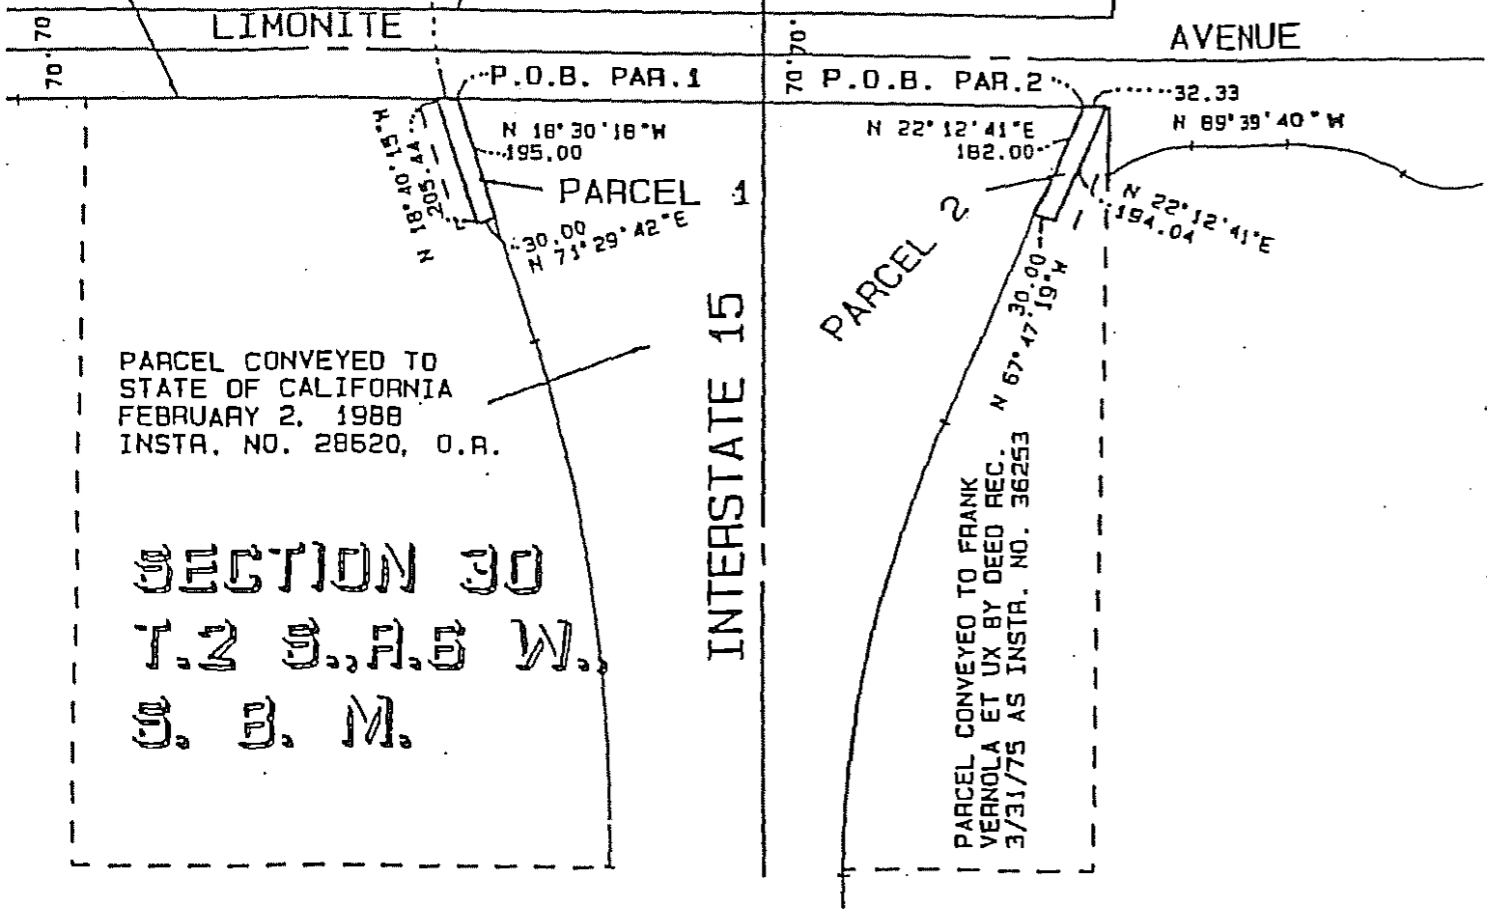 70' 70'
LIMONITE
70' 70'
AVENUE
P.O.B. PAR.1
P.O.B. PAR.2
32.33
N 89°39'40"W
N 18°30'18"W
195.00
N 22°12'41"E
182.00
N 18°40'15"W
205.44
PARCEL 1
PARCEL 2
N 22°12'41"E
194.04
30.00
N 71°29'42"E
30.00
N 67°47'19"W
PARCEL CONVEYED TO
STATE OF CALIFORNIA
FEBRUARY 2, 1988
INSTR. NO. 28620, O.R.
INTERSTATE 15
PARCEL CONVEYED TO FRANK
VERNOLA ET UX BY DEED REC.
3/31/75 AS INSTR. NO. 36253
SECTION 30
T.2 S.,R.6 W.,
S. B. M.